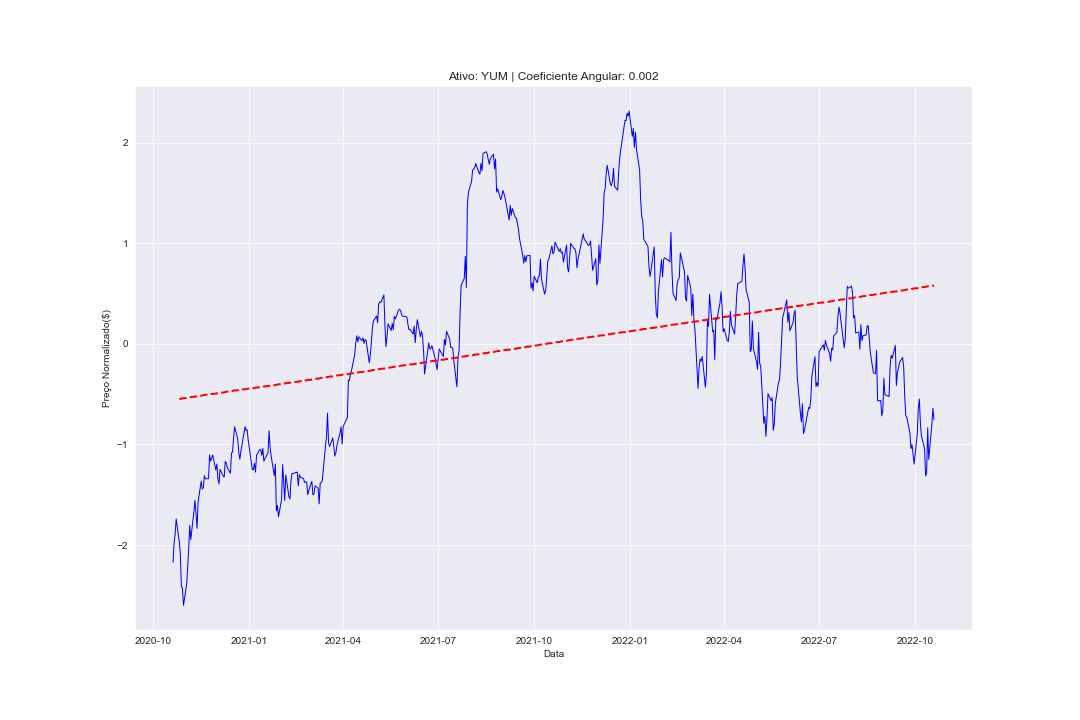 Ativo: YUM | Coeficiente Angular: 0.002
Preço Normalizado($)
2
1
0
−1
−2
2020-10 2021-01 2021-04 2021-07 2021-10 2022-01 2022-04 2022-07 2022-10
Data